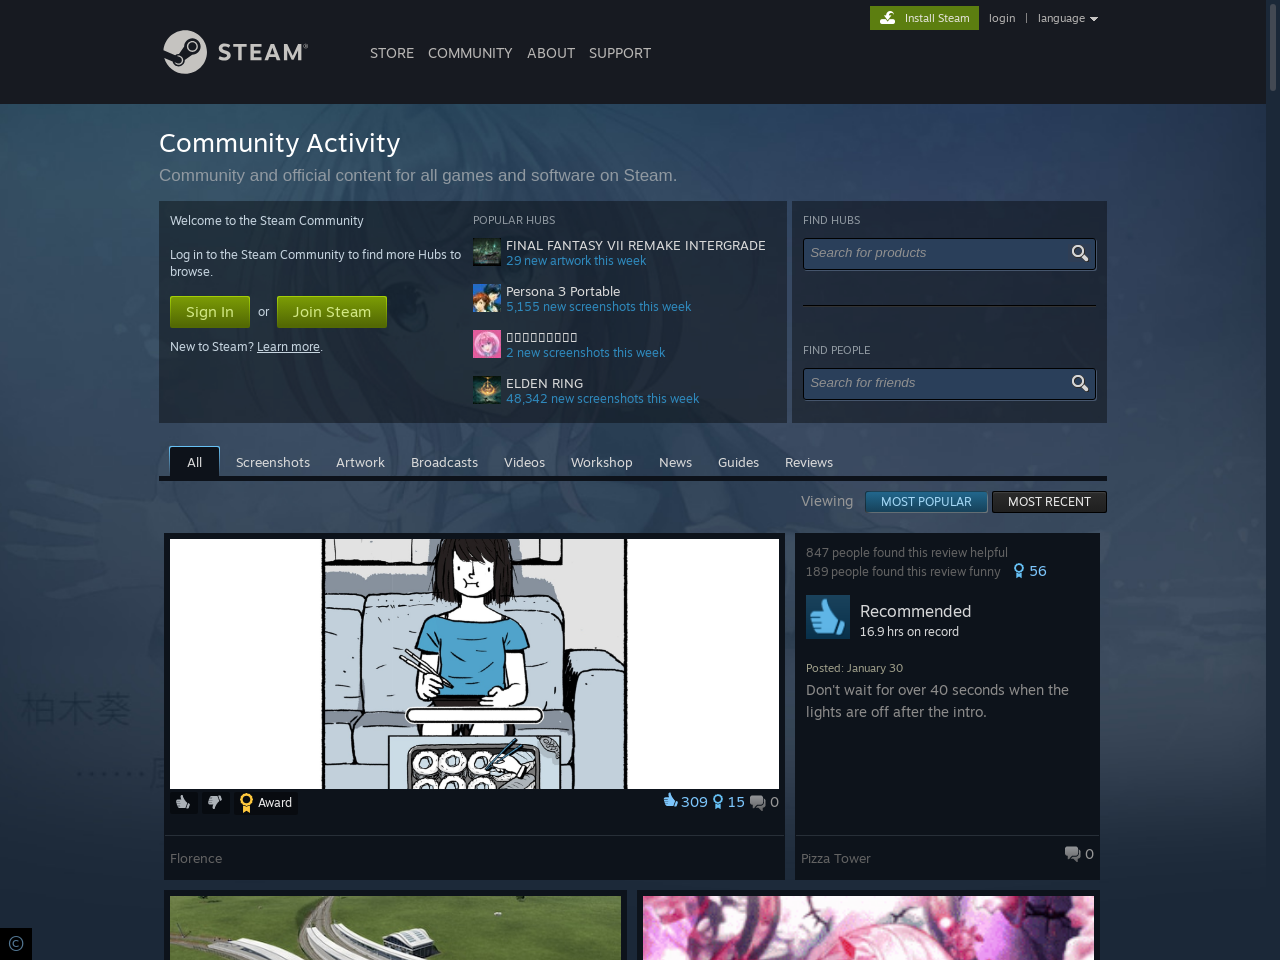 Install Steam
login | language
STEAM®
STORE COMMUNITY ABOUT SUPPORT
Community Activity
Community and official content for all games and software on Steam.
Welcome to the Steam Community
Log in to the Steam Community to find more Hubs to
browse.
Sign In or Join Steam
New to Steam? Learn more.
POPULAR HUBS
FINAL FANTASY VII REMAKE INTERGRADE
29 new artwork this week
Persona 3 Portable
5,155 new screenshots this week
2 new screenshots this week
ELDEN RING
48,342 new screenshots this week
FIND HUBS
Search for products
FIND PEOPLE
Search for friends
All Screenshots Artwork Broadcasts Videos Workshop News Guides Reviews
Viewing MOST POPULAR MOST RECENT
Award
309 15 0
Florence
847 people found this review helpful
189 people found this review funny 56
Recommended
16.9 hrs on record
Posted: January 30
Don't wait for over 40 seconds when the
lights are off after the intro.
Pizza Tower
0
柏木葵
©